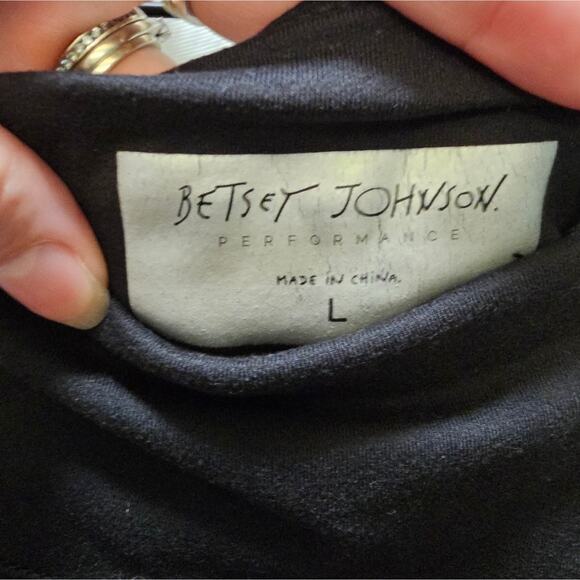 BETSEY JOHNSON.
PERFORMANCE
MADE IN CHINA.
L